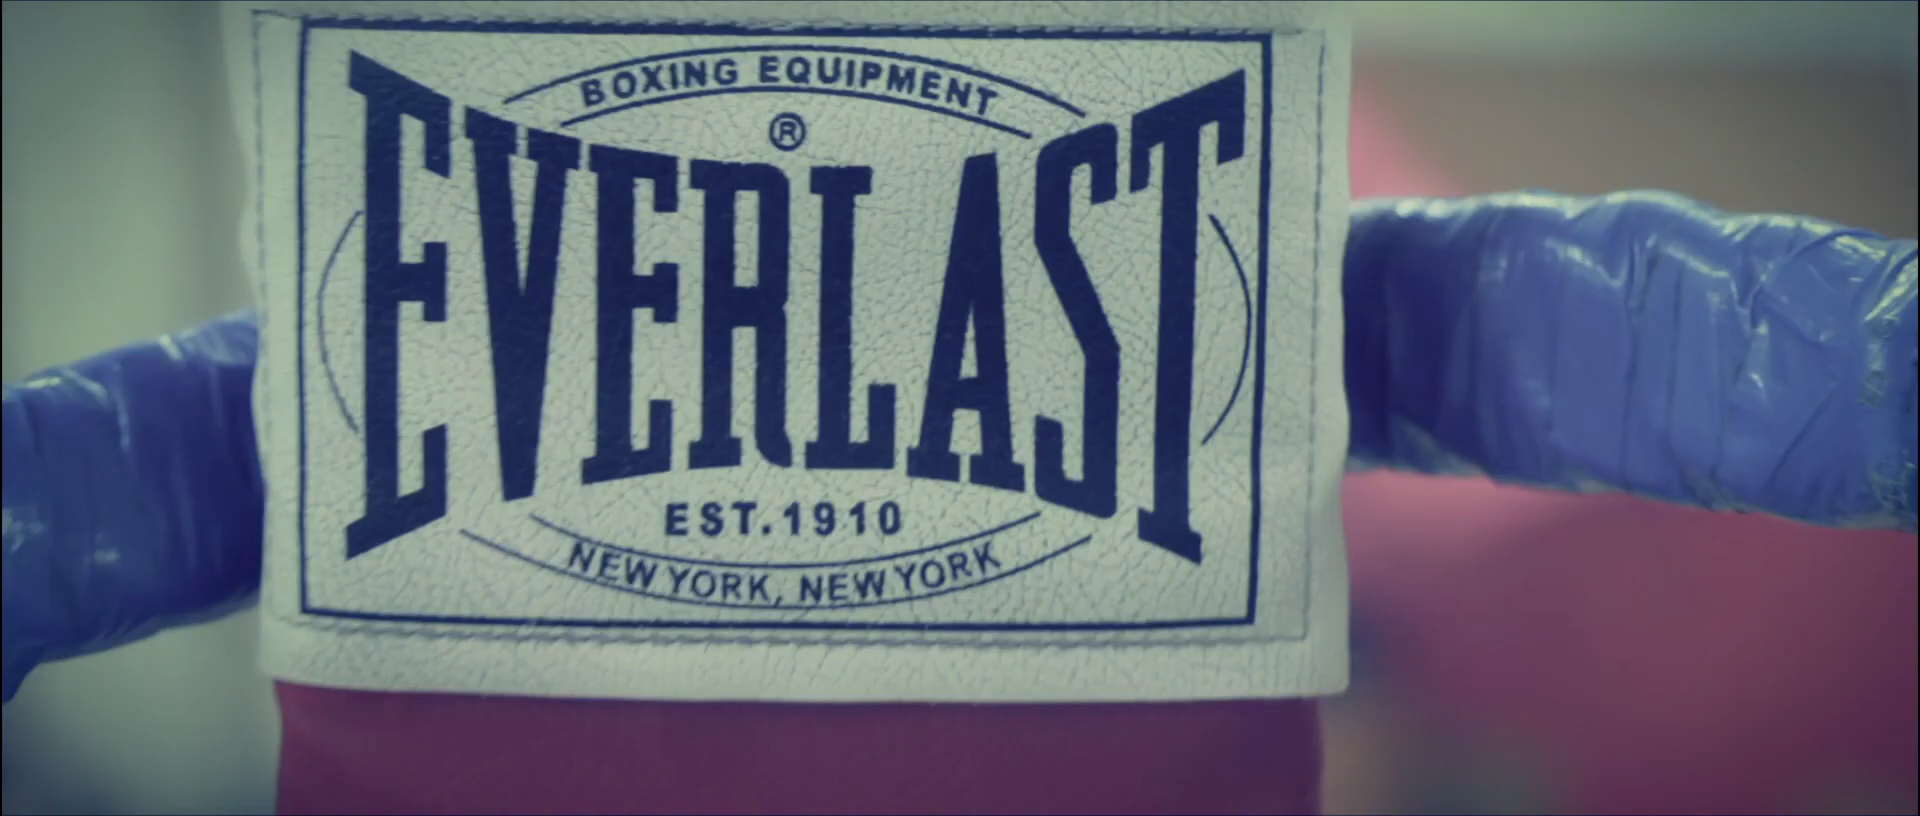 BOXING EQUIPMENT
®
EVERLAST
EST.1910
NEW YORK, NEW YORK